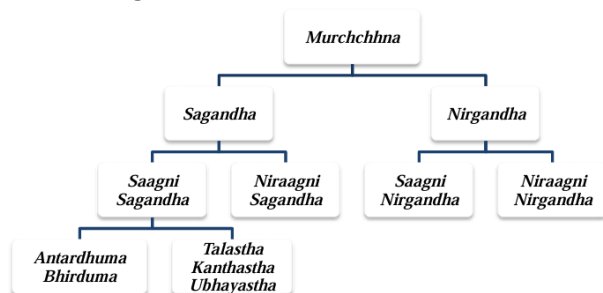 Murchchhna
Sagandha
Nirgandha
Saagni
Sagandha
Niraagni
Sagandha
Saagni
Nirgandha
Niraagni
Nirgandha
Antardhuma
Bhirduma
Talastha
Kanthastha
Ubhayastha